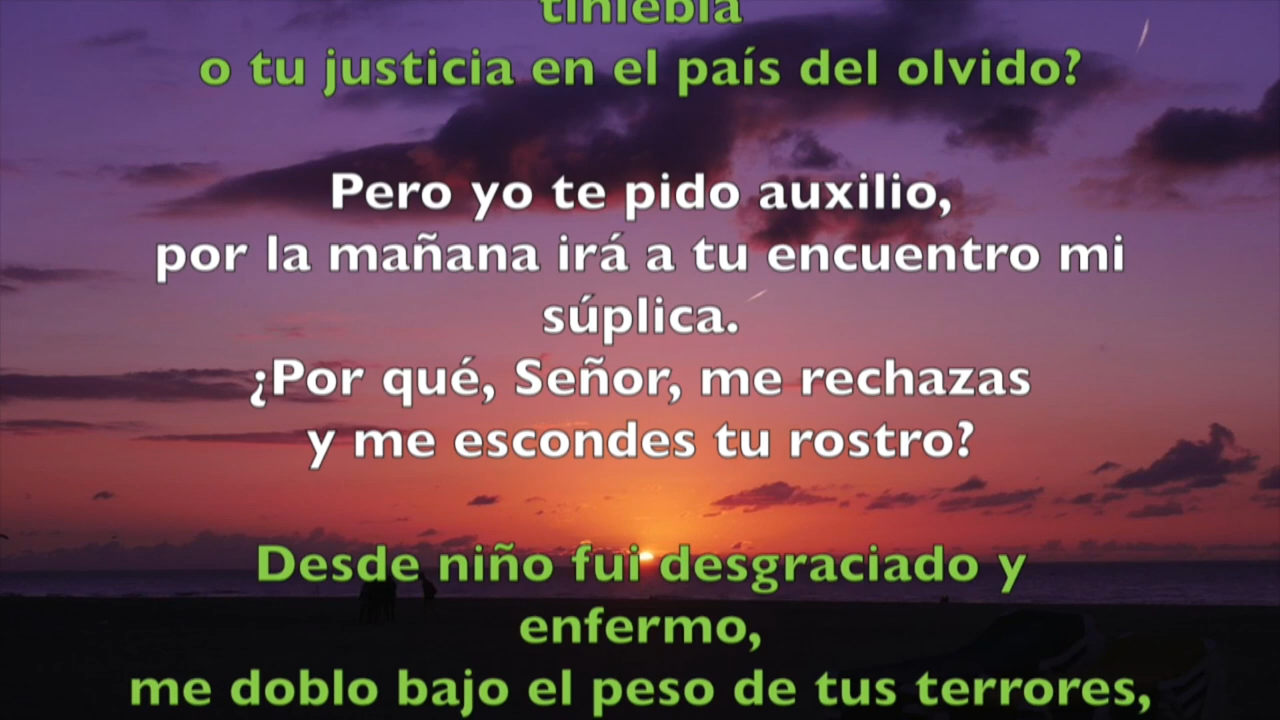 tiniebla
o tu justicia en el país del olvido?
Pero yo te pido auxilio,
por la mañana irá a tu encuentro mi
súplica.
¿Por qué, Señor, me rechazas
y me escondes tu rostro?
Desde niño fui desgraciado y
enfermo,
me doblo bajo el peso de tus terrores,